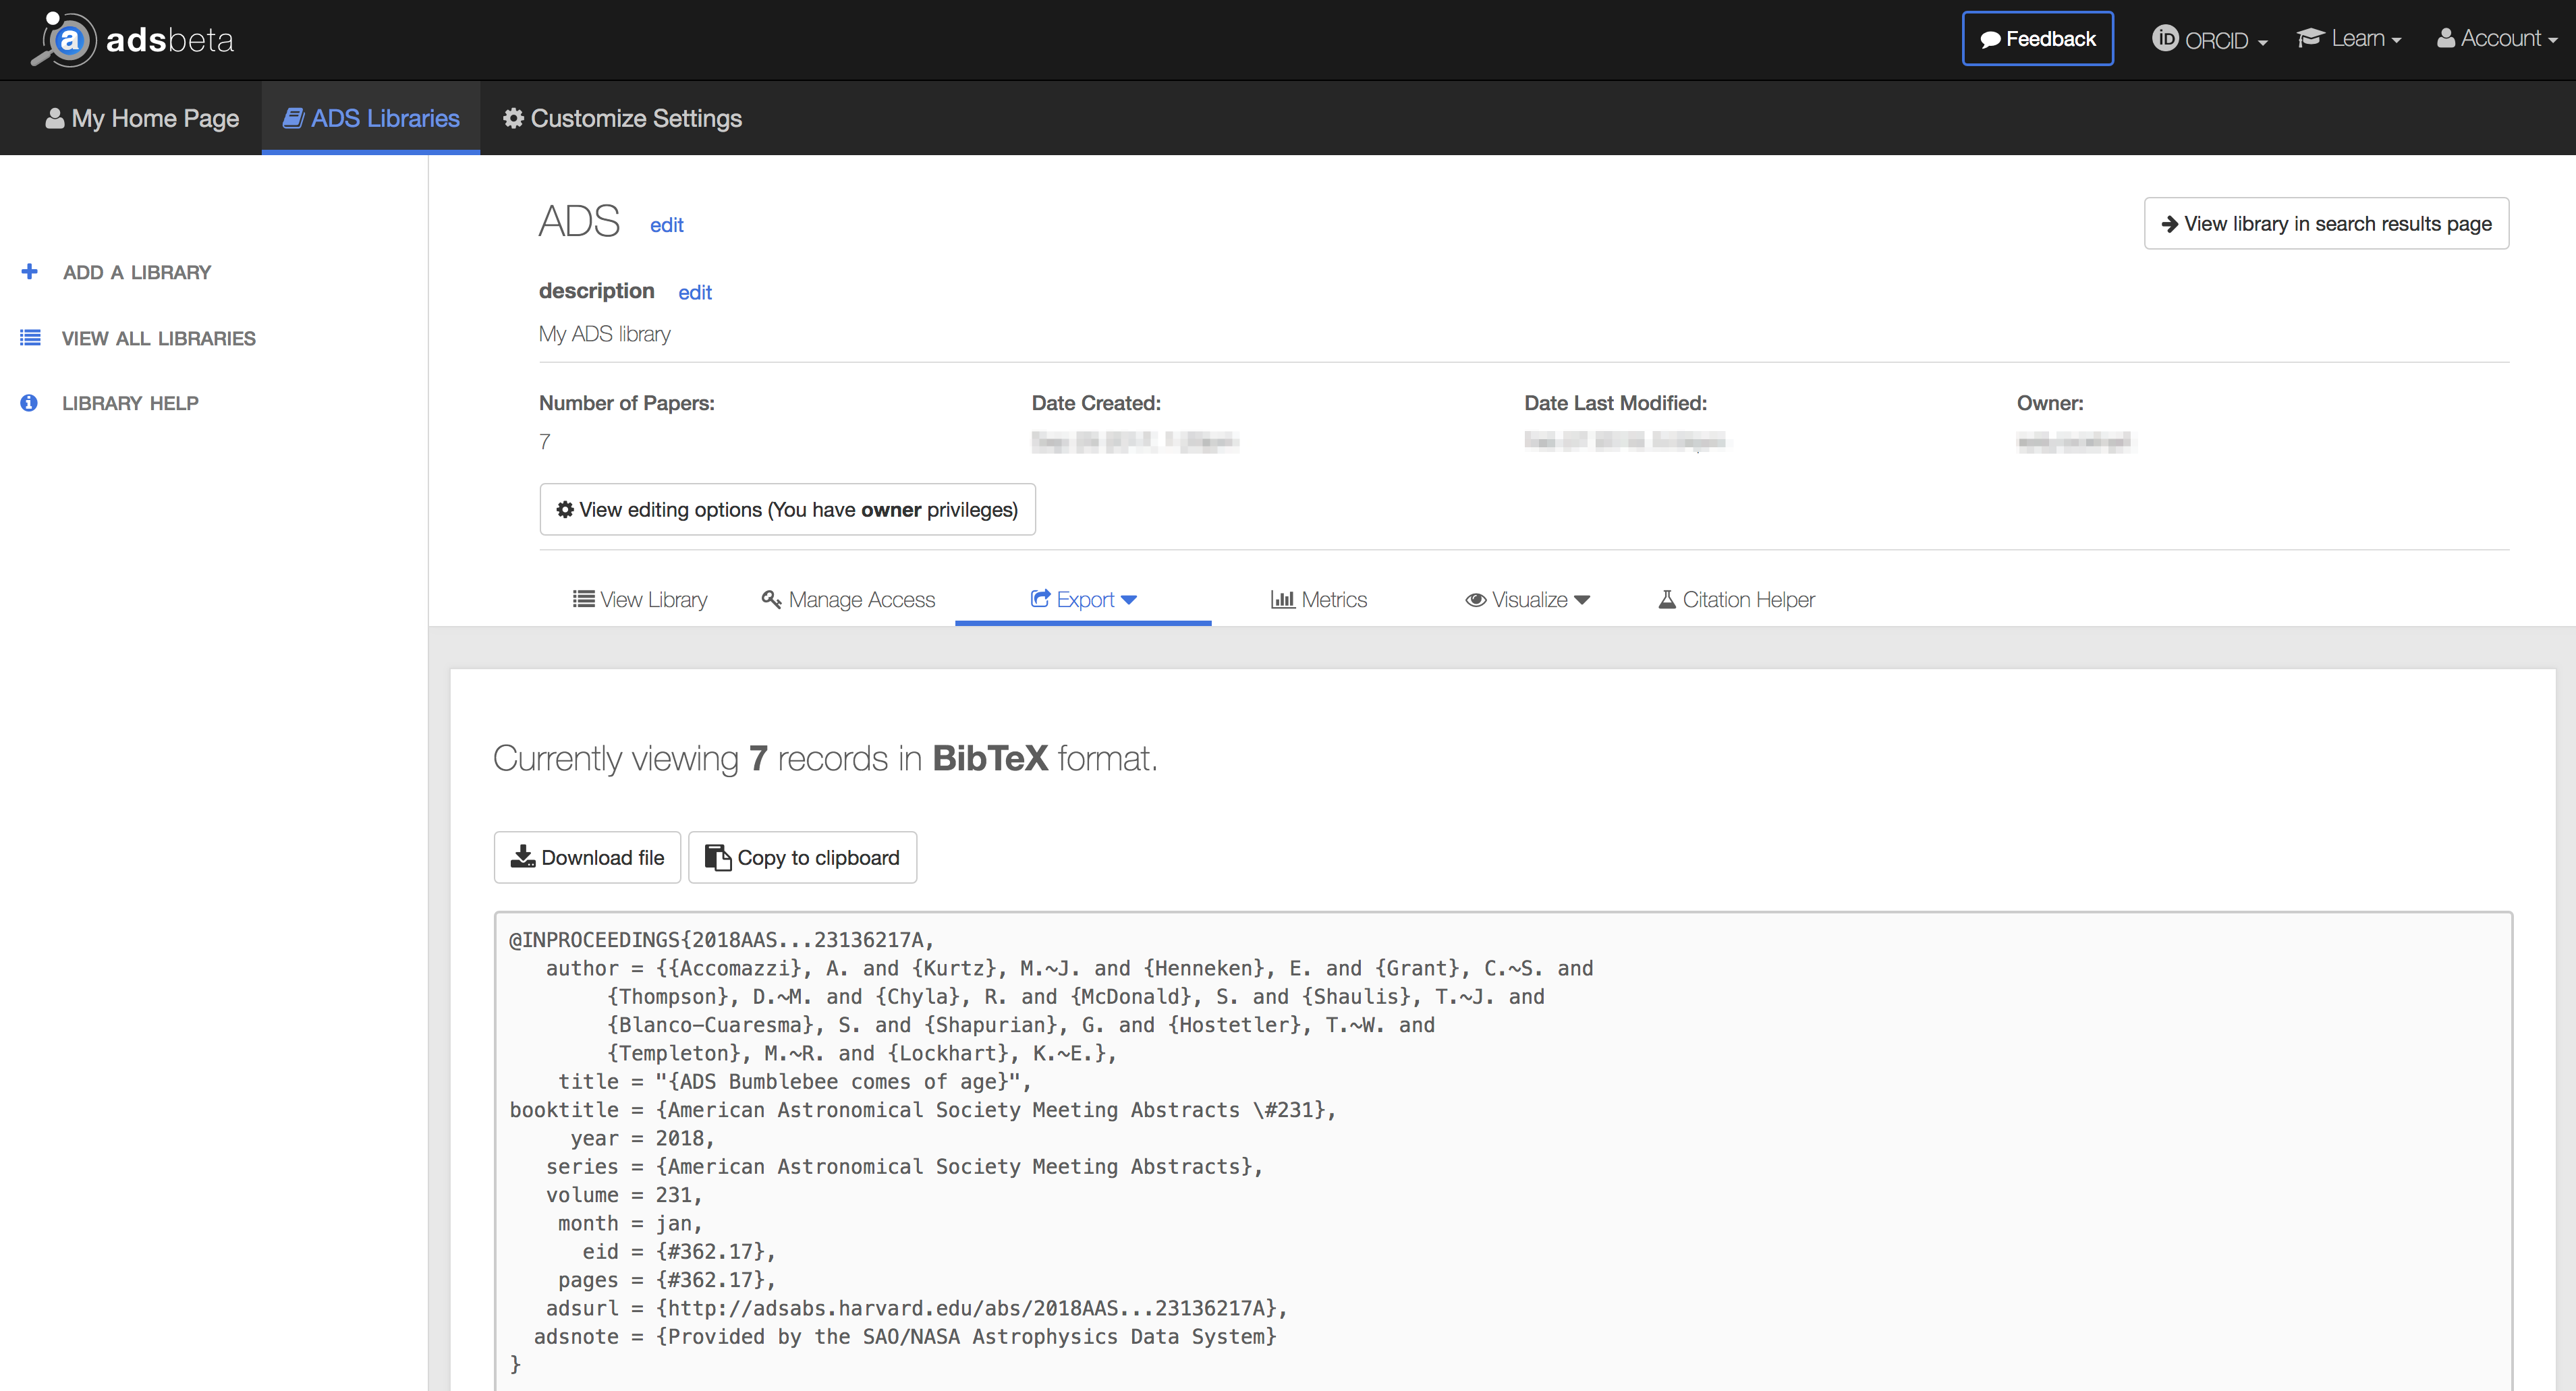 a adsbeta
Feedback
iD ORCID
Learn
Account
My Home Page
ADS Libraries
Customize Settings
ADD A LIBRARY
VIEW ALL LIBRARIES
LIBRARY HELP
ADS edit
View library in search results page
description edit
My ADS library
Number of Papers:
7
Date Created:
Date Last Modified:
Owner:
View editing options (You have owner privileges)
View Library
Manage Access
Export
Metrics
Visualize
Citation Helper
Currently viewing 7 records in BibTeX format.
Download file
Copy to clipboard
@INPROCEEDINGS{2018AAS...23136217A,
author = {{Accomazzi}, A. and {Kurtz}, M.~J. and {Henneken}, E. and {Grant}, C.~S. and
{Thompson}, D.~M. and {Chyla}, R. and {McDonald}, S. and {Shaulis}, T.~J. and
{Blanco-Cuaresma}, S. and {Shapurian}, G. and {Hostetler}, T.~W. and
{Templeton}, M.~R. and {Lockhart}, K.~E.},
title = "{ADS Bumblebee comes of age}",
booktitle = {American Astronomical Society Meeting Abstracts \#231},
year = 2018,
series = {American Astronomical Society Meeting Abstracts},
volume = 231,
month = jan,
eid = {#362.17},
pages = {#362.17},
adsurl = {http://adsabs.harvard.edu/abs/2018AAS...23136217A},
adsnote = {Provided by the SAO/NASA Astrophysics Data System}
}